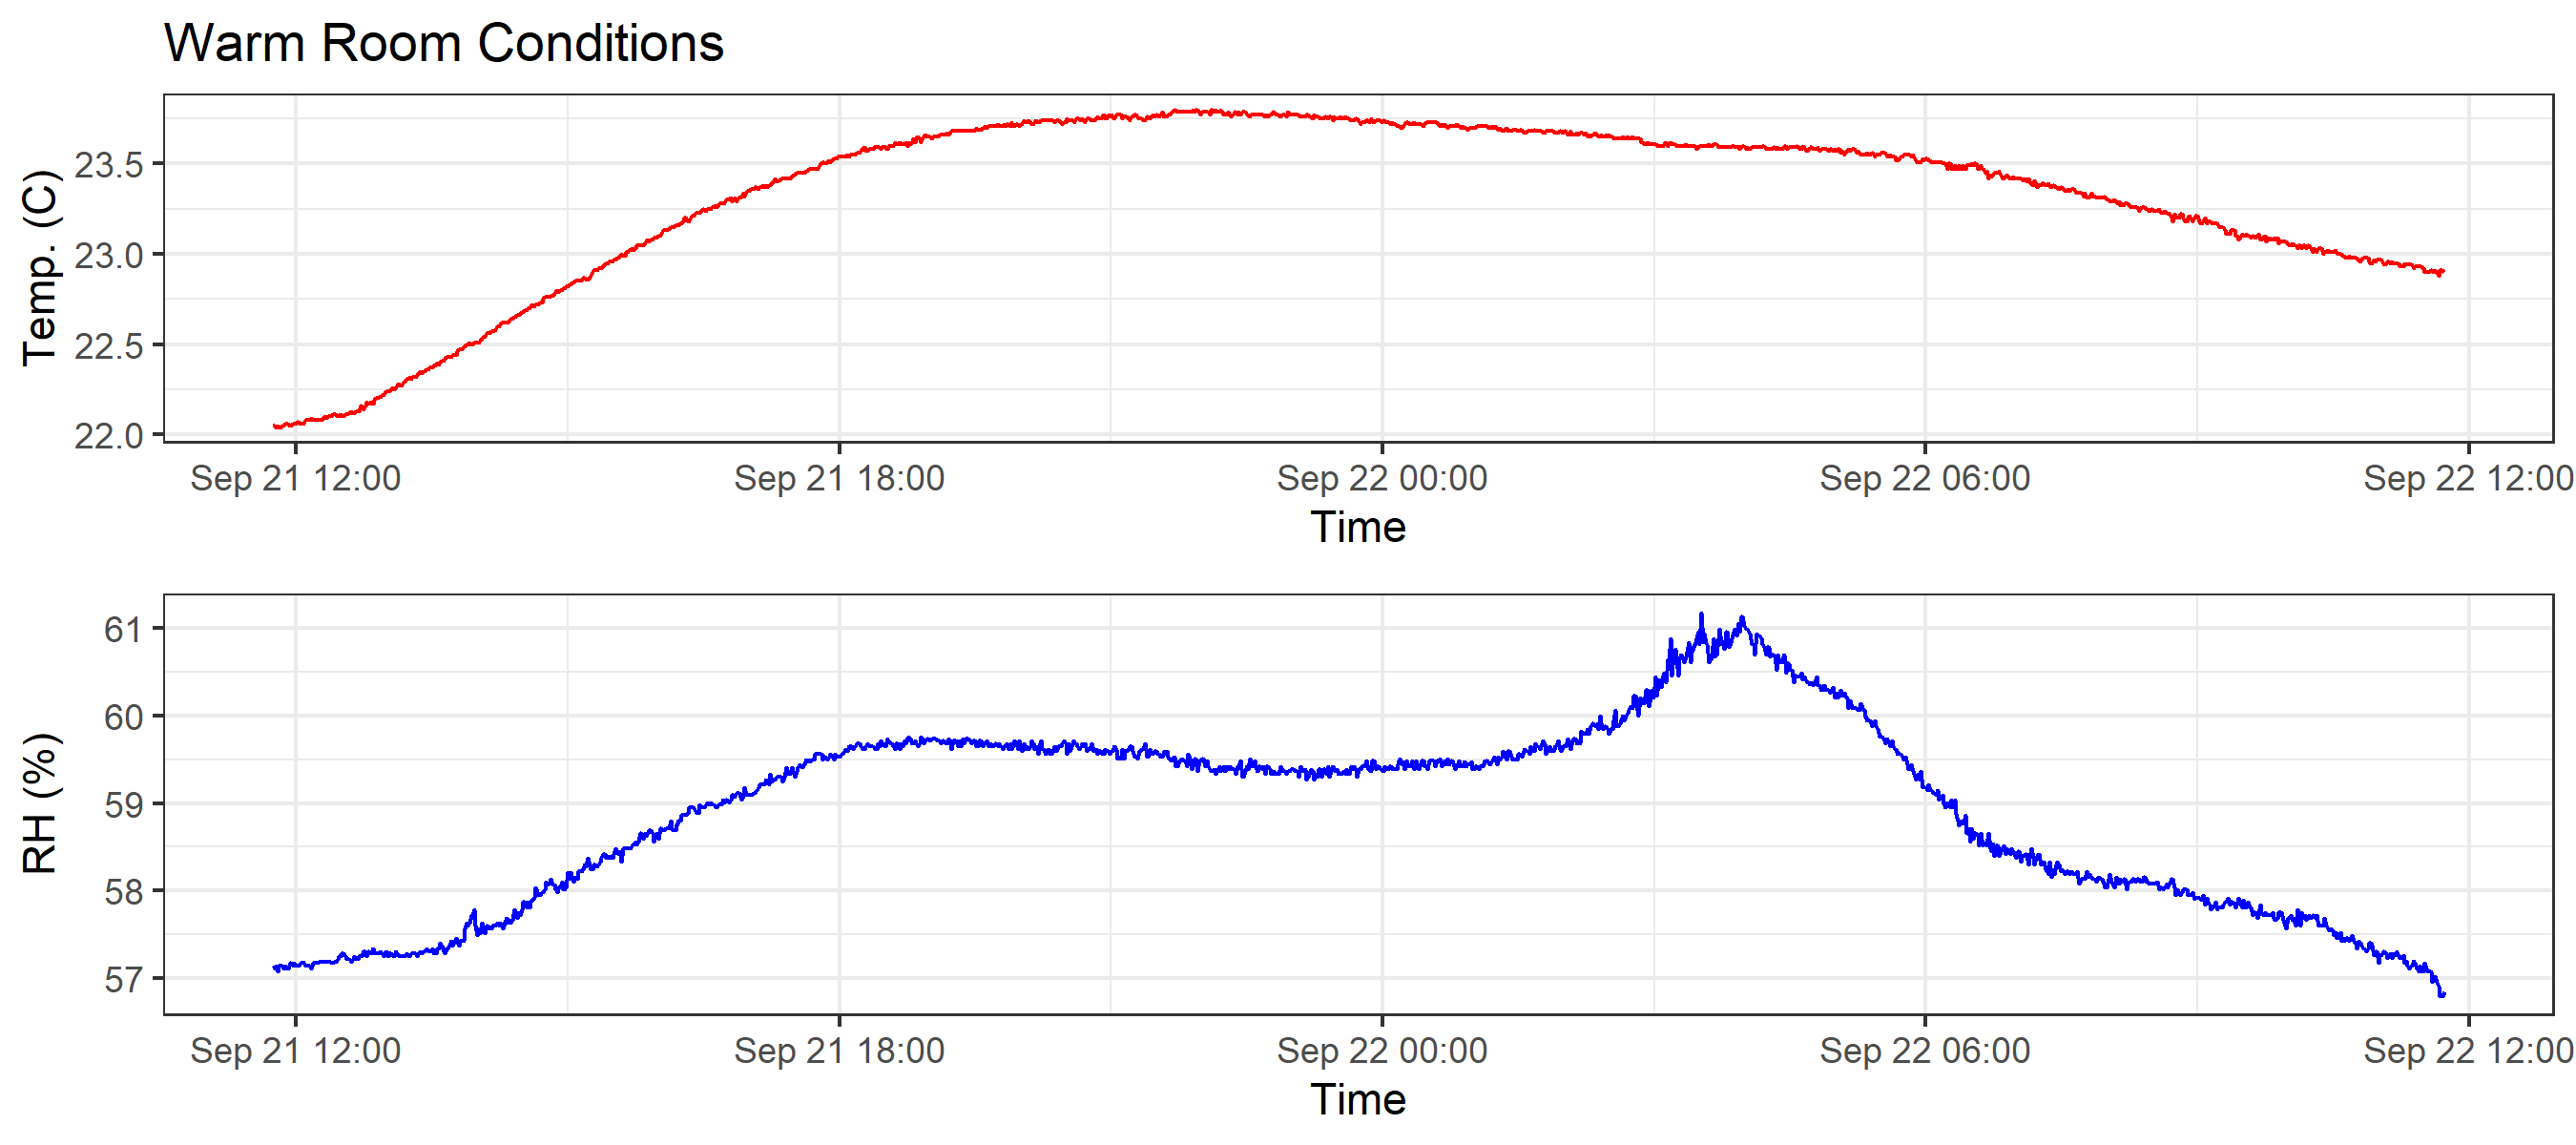 Warm Room Conditions
Temp. (C)
23.5
23.0
22.5
22.0
Sep 21 12:00 Sep 21 18:00 Sep 22 00:00 Sep 22 06:00 Sep 22 12:00
Time
RH (%)
61
60
59
58
57
Sep 21 12:00 Sep 21 18:00 Sep 22 00:00 Sep 22 06:00 Sep 22 12:00
Time